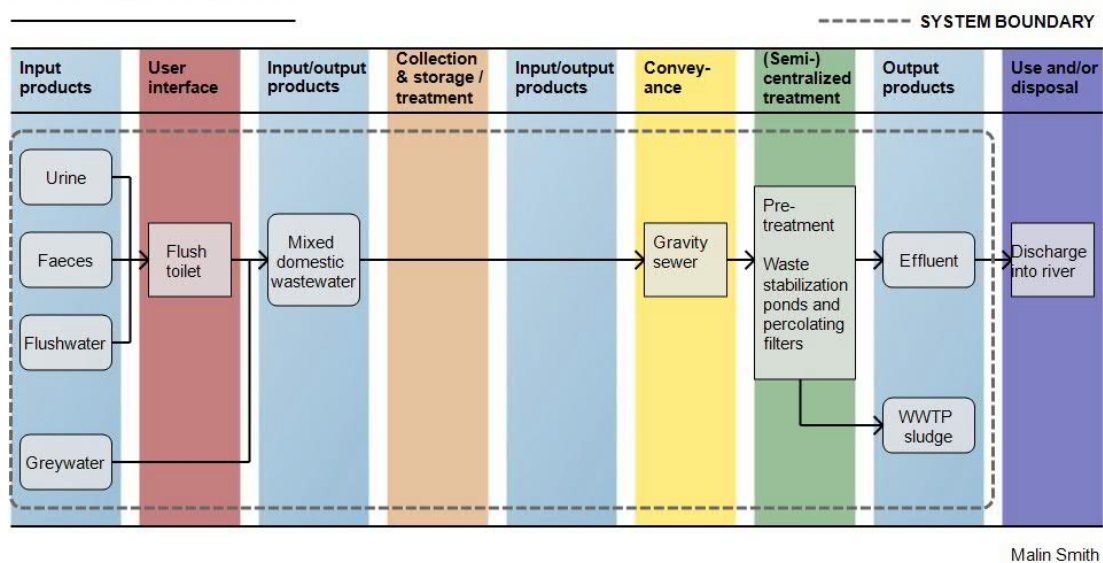 SYSTEM BOUNDARY
Input
products
User
interface
Input/output
products
Collection
& storage /
treatment
Input/output
products
Convey-
ance
(Semi-)
centralized
treatment
Output
products
Use and/or
disposal
Urine
Faeces
Flushwater
Greywater
Flush
toilet
Mixed
domestic
wastewater
Gravity
sewer
Pre-
treatment
Waste
stabilization
ponds and
percolating
filters
Effluent
WWTP
sludge
Discharge
into river
Malin Smith